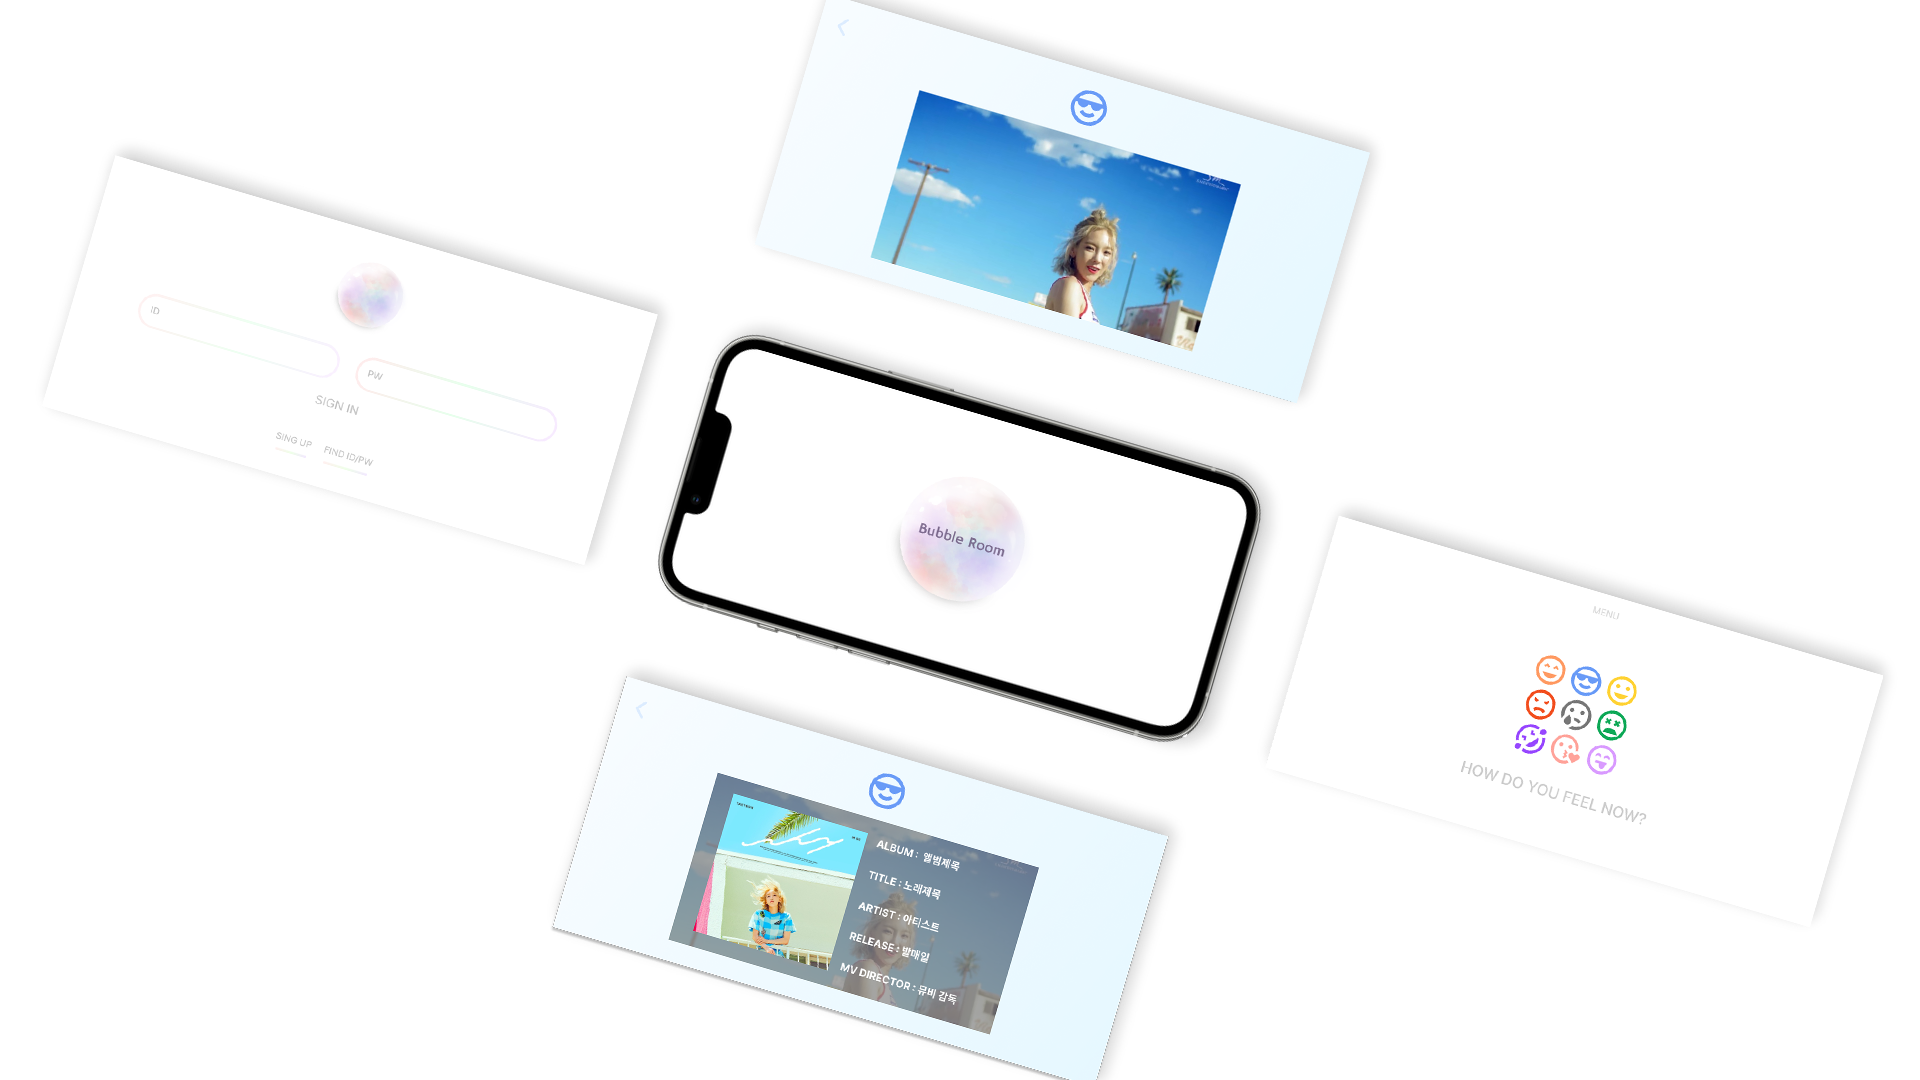 ID
PW
SIGN IN
SING UP
FIND ID/PW
Bubble Room
MENU
HOW DO YOU FEEL NOW?
ALBUM : 앨범제목
TITLE : 노래제목
ARTIST : 아티스트
RELEASE : 발매일
MV DIRECTOR : 뮤비 감독